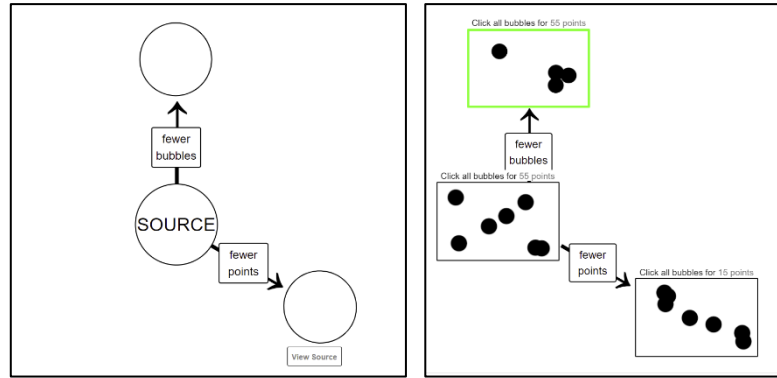 fewer
bubbles
SOURCE
fewer
points
View Source
Click all bubbles for 55 points
fewer
bubbles
Click all bubbles for 55 points
fewer
points
Click all bubbles for 15 points